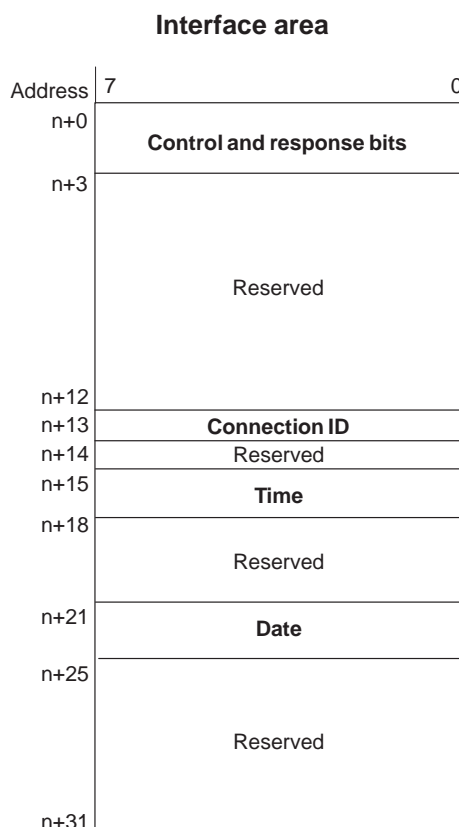 Interface area
Address 7 0
n+0
Control and response bits
n+3
Reserved
n+12
n+13 Connection ID
n+14 Reserved
n+15
Time
n+18
Reserved
n+21
Date
n+25
Reserved
n+31